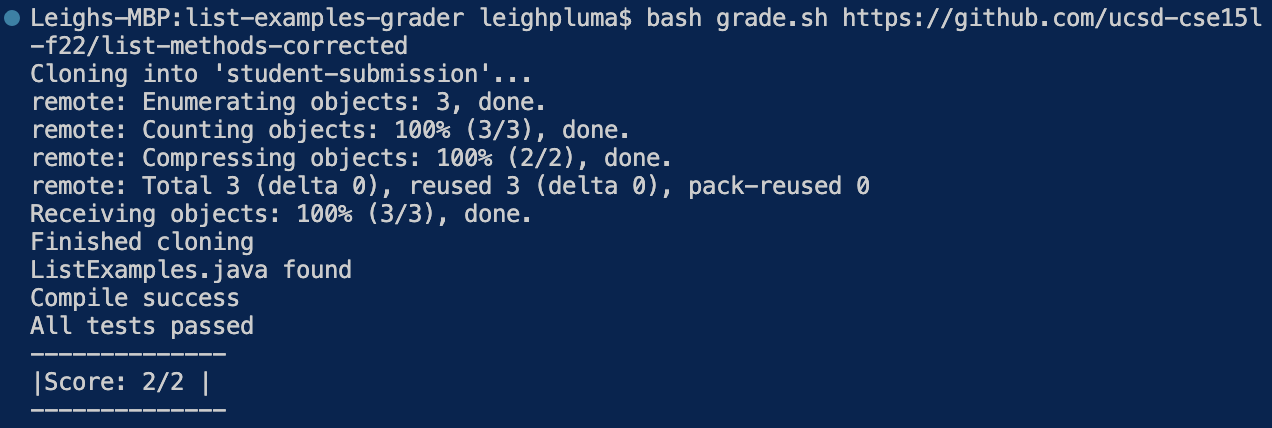 Leighs-MBP:list-examples-grader leighpluma$ bash grade.sh https://github.com/ucsd-cse15l
-f22/list-methods-corrected
Cloning into 'student-submission'...
remote: Enumerating objects: 3, done.
remote: Counting objects: 100% (3/3), done.
remote: Compressing objects: 100% (2/2), done.
remote: Total 3 (delta 0), reused 3 (delta 0), pack-reused 0
Receiving objects: 100% (3/3), done.
Finished cloning
ListExamples.java found
Compile success
All tests passed
--------------
|Score: 2/2 |
--------------